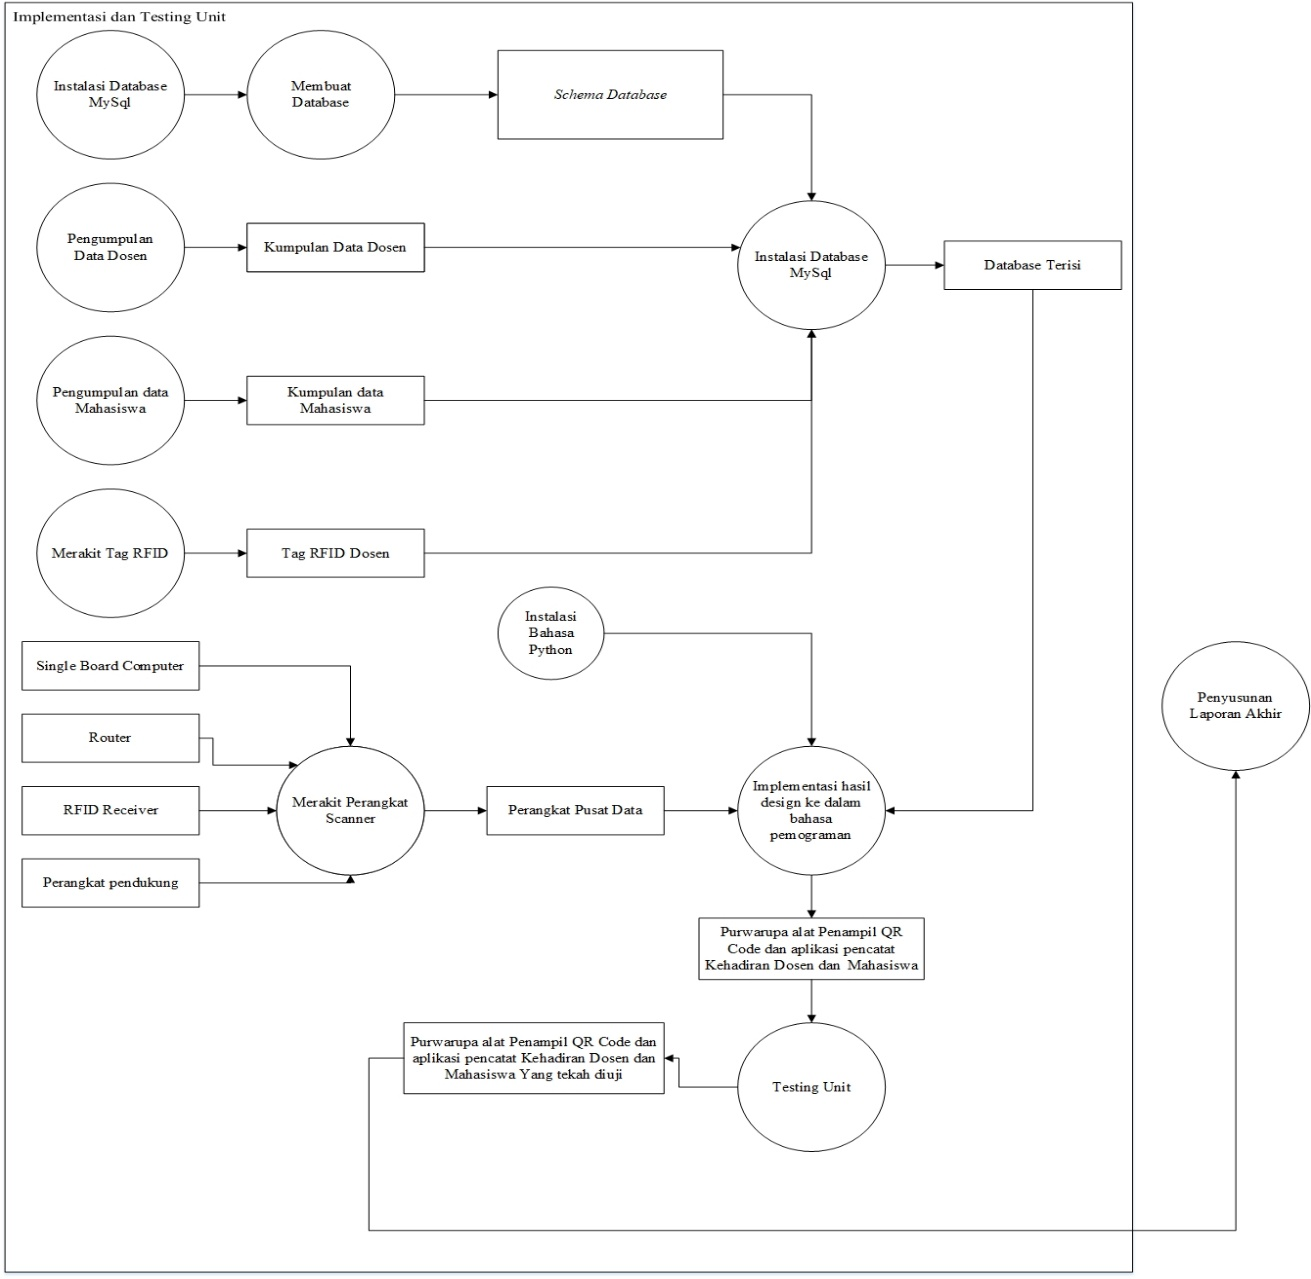 Implementasi dan Testing Unit
Instalasi Database
MySql
Membuat
Database
Schema Database
Pengumpulan
Data Dosen
Kumpulan Data Dosen
Instalasi Database
MySql
Database Terisi
Pengumpulan data
Mahasiswa
Kumpulan data
Mahasiswa
Merakit Tag RFID
Tag RFID Dosen
Instalasi
Bahasa
Python
Single Board Computer
Router
RFID Receiver
Perangkat pendukung
Merakit Perangkat
Scanner
Perangkat Pusat Data
Implementasi hasil
design ke dalam
bahasa
pemograman
Penyusunan
Laporan Akhir
Purwarupa alat Penampil QR
Code dan aplikasi pencatat
Kehadiran Dosen dan Mahasiswa
Purwarupa alat Penampil QR Code dan
aplikasi pencatat Kehadiran Dosen dan
Mahasiswa Yang tekah diuji
Testing Unit